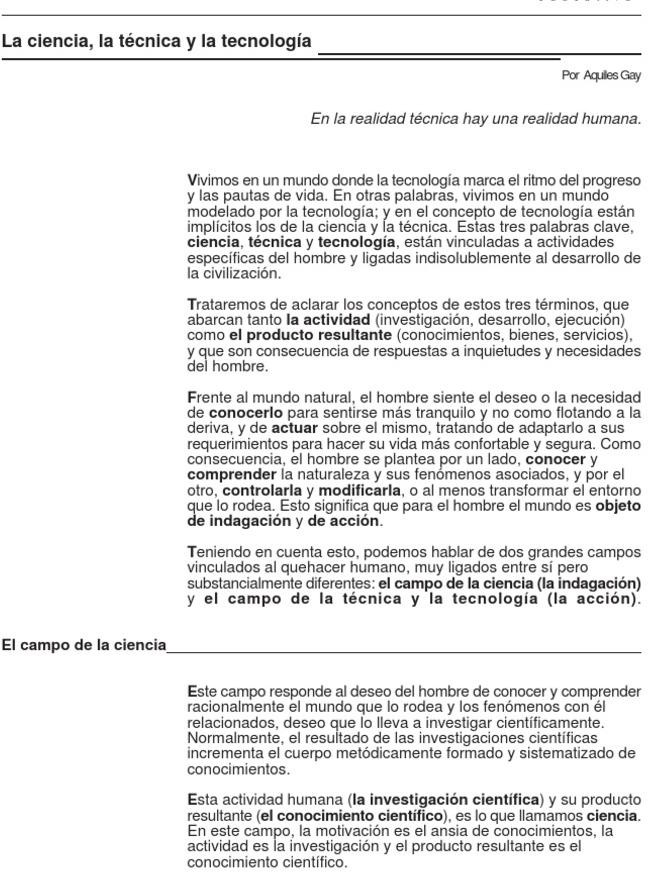 La ciencia, la técnica y la tecnología
Por Aquiles Gay
En la realidad técnica hay una realidad humana.
Vivimos en un mundo donde la tecnología marca el ritmo del progreso
y las pautas de vida. En otras palabras, vivimos en un mundo
modelado por la tecnología; y en el concepto de tecnología están
implícitos los de la ciencia y la técnica. Estas tres palabras clave,
ciencia, técnica y tecnología, están vinculadas a actividades
específicas del hombre y ligadas indisolublemente al desarrollo de
la civilización.
Trataremos de aclarar los conceptos de estos tres términos, que
abarcan tanto la actividad (investigación, desarrollo, ejecución)
como el producto resultante (conocimientos, bienes, servicios),
y que son consecuencia de respuestas a inquietudes y necesidades
del hombre.
Frente al mundo natural, el hombre siente el deseo o la necesidad
de conocerlo para sentirse más tranquilo y no como flotando a la
deriva, y de actuar sobre el mismo, tratando de adaptarlo a sus
requerimientos para hacer su vida más confortable y segura. Como
consecuencia, el hombre se plantea por un lado, conocer y
comprender la naturaleza y sus fenómenos asociados, y por el
otro, controlarla y modificarla, o al menos transformar el entorno
que lo rodea. Esto significa que para el hombre el mundo es objeto
de indagación y de acción.
Teniendo en cuenta esto, podemos hablar de dos grandes campos
vinculados al quehacer humano, muy ligados entre sí pero
substancialmente diferentes: el campo de la ciencia (la indagación)
y el campo de la técnica y la tecnología (la acción).
El campo de la ciencia
Este campo responde al deseo del hombre de conocer y comprender
racionalmente el mundo que lo rodea y los fenómenos con él
relacionados, deseo que lo lleva a investigar científicamente.
Normalmente, el resultado de las investigaciones científicas
incrementa el cuerpo metódicamente formado y sistematizado de
conocimientos.
Esta actividad humana (la investigación científica) y su producto
resultante (el conocimiento científico), es lo que llamamos ciencia.
En este campo, la motivación es el ansia de conocimientos, la
actividad es la investigación y el producto resultante es el
conocimiento científico.